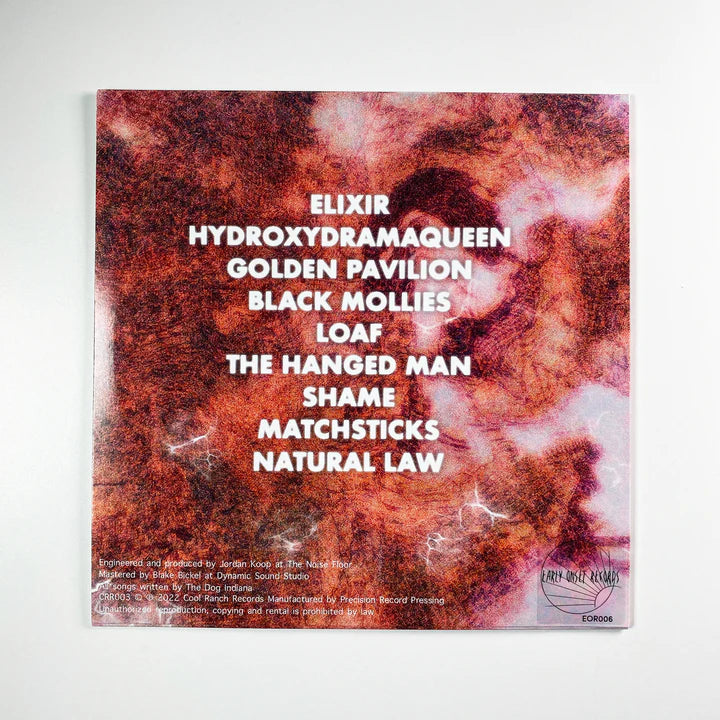 ELIXIR
HYDROXYDRAMAQUEEN
GOLDEN PAVILION
BLACK MOLLIES
LOAF
THE HANGED MAN
SHAME
MATCHSTICKS
NATURAL LAW
Engineered and produced by Jordan Koop at The Noise Floor
Mastered by Blake Bickel at Dynamic Sound Studio
All songs written by The Dog Indiana
CRR003 © ℗ 2022 Cool Ranch Records Manufactured by Precision Record Pressing
Unauthorized reproduction, copying and rental is prohibited by law
EARLY ONSET RECORDS
EOR006